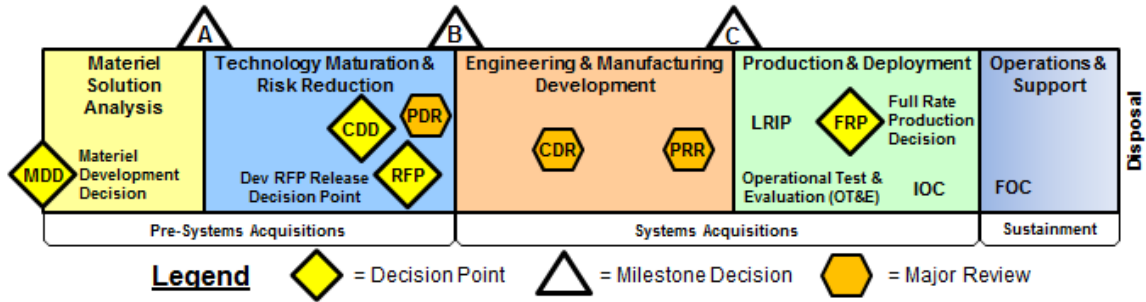 A
B
C
Materiel
Solution
Analysis
MDD
Materiel
Development
Decision
Technology Maturation &
Risk Reduction
CDD
PDR
Dev RFP Release
Decision Point
RFP
Engineering & Manufacturing
Development
CDR
PRR
Production & Deployment
LRIP
FRP
Full Rate
Production
Decision
Operational Test &
Evaluation (OT&E)
IOC
Operations &
Support
FOC
Disposal
Pre-Systems Acquisitions
Systems Acquisitions
Sustainment
Legend
= Decision Point
= Milestone Decision
= Major Review